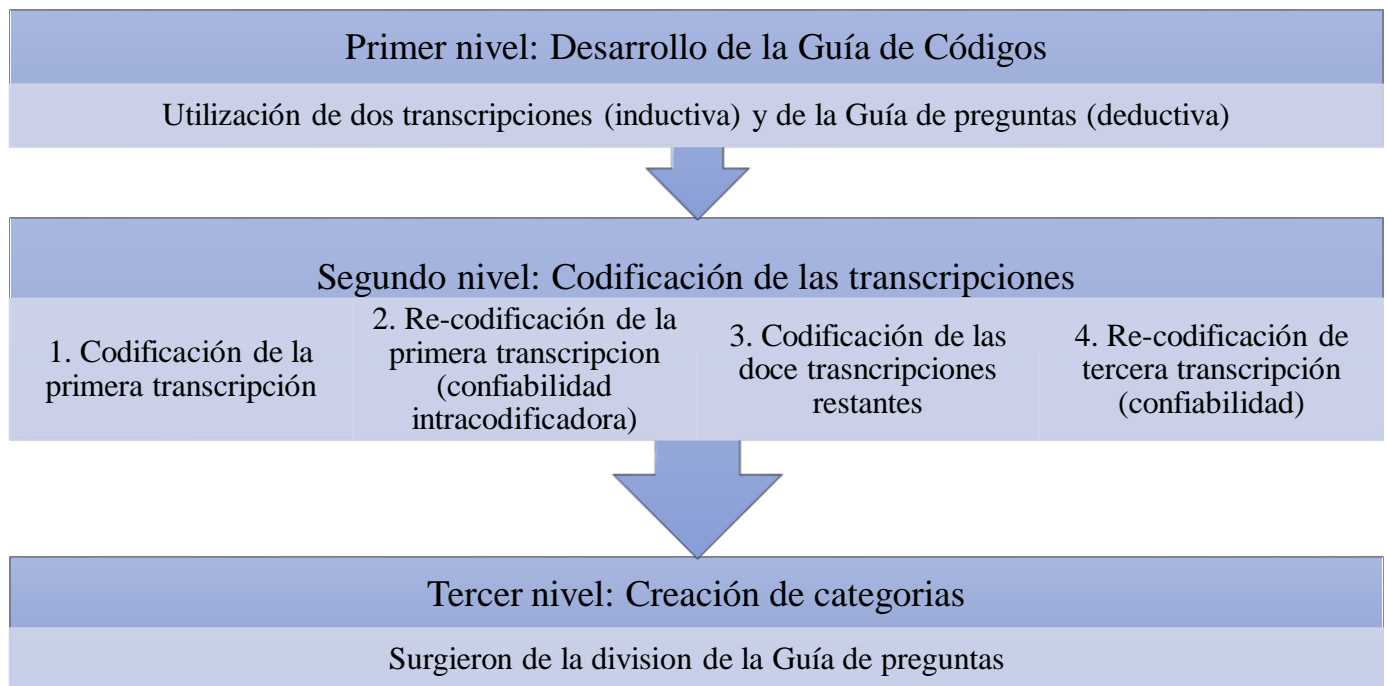 Primer nivel: Desarrollo de la Guía de Códigos
Utilización de dos transcripciones (inductiva) y de la Guía de preguntas (deductiva)
Segundo nivel: Codificación de las transcripciones
1. Codificación de la
primera transcripción
2. Re-codificación de la
primera transcripcion
(confiabilidad
intracodificadora)
3. Codificación de las
doce trasncripciones
restantes
4. Re-codificación de
tercera transcripción
(confiabilidad)
Tercer nivel: Creación de categorias
Surgieron de la division de la Guía de preguntas